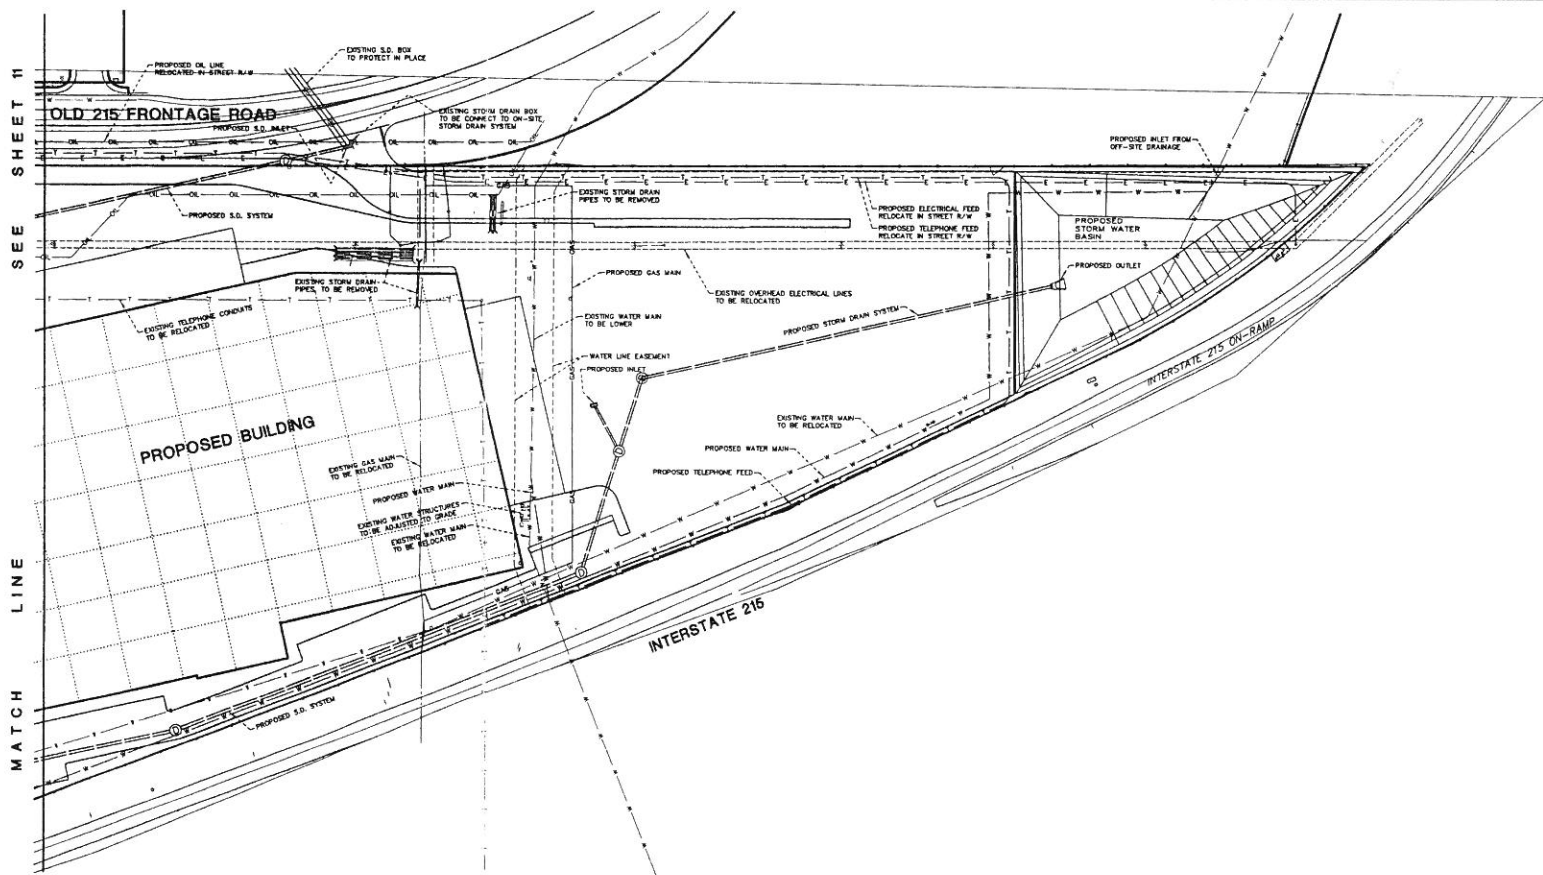 EXISTING S.D. BOX
TO PROTECT IN PLACE
PROPOSED OIL LINE
RELOCATED IN STREET R/W
OLD 215 FRONTAGE ROAD
PROPOSED S.D. INLET
EXISTING STORM DRAIN BOX
TO BE CONNECT TO ON-SITE
STORM DRAIN SYSTEM
PROPOSED INLET FROM
OFF-SITE DRAINAGE
PROPOSED S.D. SYSTEM
EXISTING STORM DRAIN
PIPES TO BE REMOVED
PROPOSED ELECTRICAL FEED
RELOCATE IN STREET R/W
PROPOSED TELEPHONE FEED
RELOCATE IN STREET R/W
PROPOSED
STORM WATER
BASIN
PROPOSED OUTLET
PROPOSED GAS MAIN
EXISTING STORM DRAIN
PIPES TO BE REMOVED
EXISTING OVERHEAD ELECTRICAL LINES
TO BE RELOCATED
EXISTING TELEPHONE CONDUITS
TO BE RELOCATED
EXISTING WATER MAIN
TO BE LOWER
PROPOSED STORM DRAIN SYSTEM
INTERSTATE 215 ON-RAMP
WATER LINE EASEMENT
PROPOSED INLET
PROPOSED BUILDING
EXISTING WATER MAIN
TO BE RELOCATED
PROPOSED WATER MAIN
PROPOSED TELEPHONE FEED
EXISTING GAS MAIN
TO BE RELOCATED
PROPOSED WATER MAIN
EXISTING WATER STRUCTURES
TO BE ADJUSTED TO GRADE
EXISTING WATER MAIN
TO BE RELOCATED
INTERSTATE 215
PROPOSED S.D. SYSTEM
MATCH LINE SEE SHEET 11